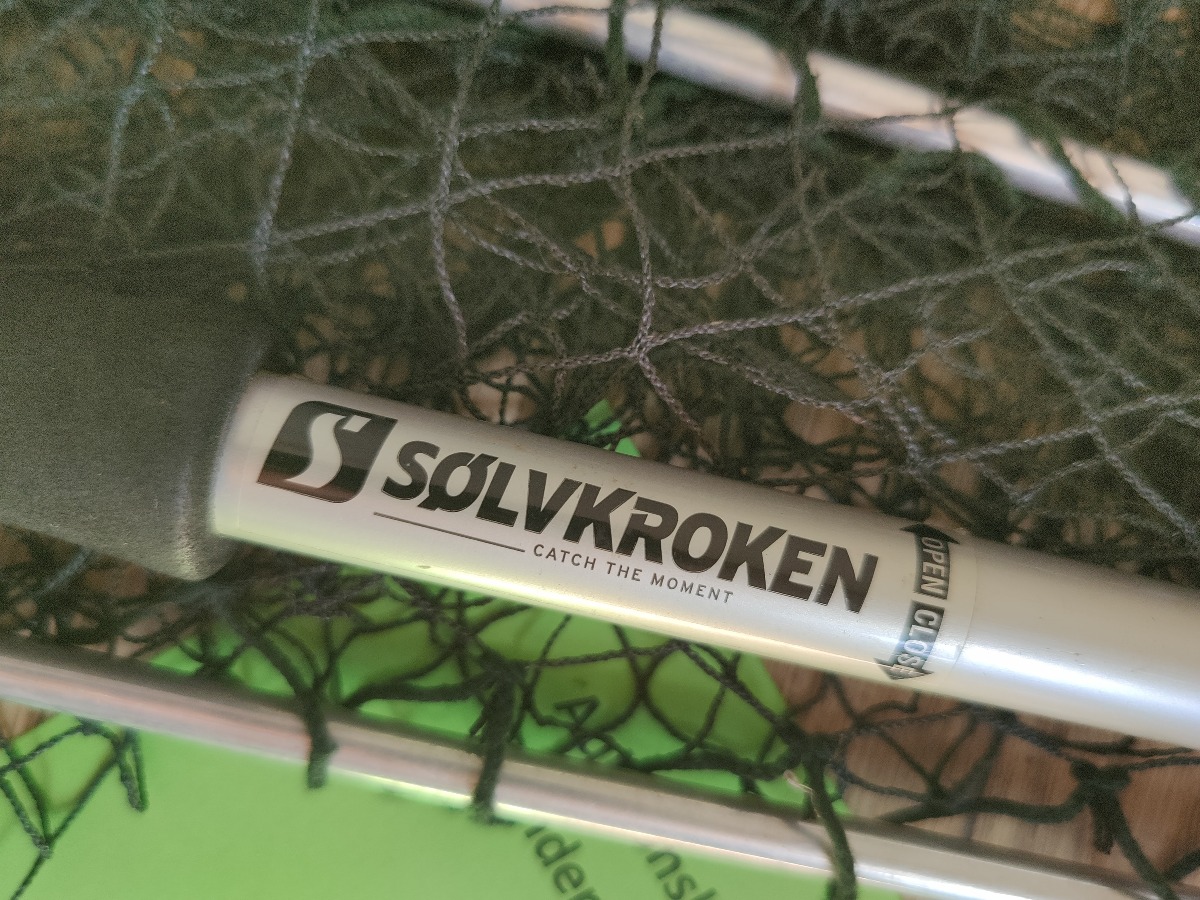 SØLVKROKEN
CATCH THE MOMENT
OPEN CLOSE